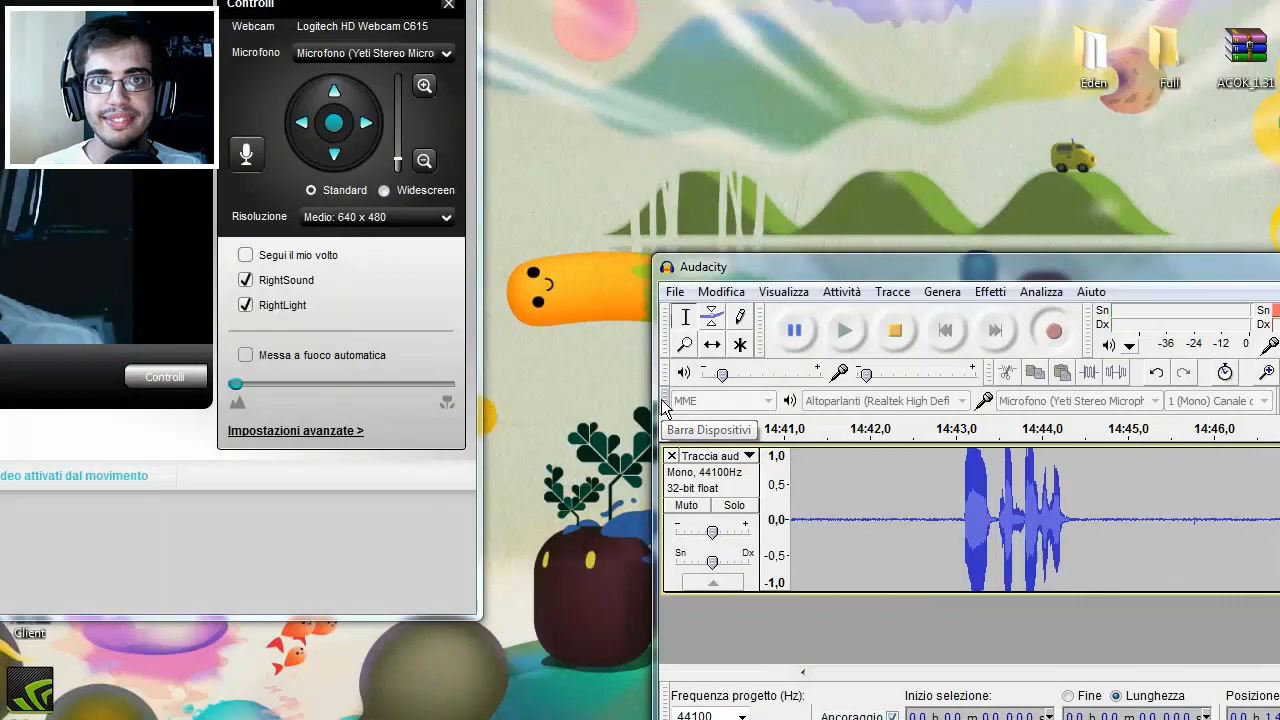 Controlli
Webcam Logitech HD Webcam C615
Microfono Microfono (Yeti Stereo Micro
Standard Widescreen
Risoluzione Medio: 640 x 480
Segui il mio volto
RightSound
RightLight
Messa a fuoco automatica
Impostazioni avanzate >
Controlli
deo attivati dal movimento
Client
Eden
Full
ACOK_1.31
Audacity
File Modifica Visualizza Attività Tracce Genera Effetti Analizza Aiuto
Sn
Dx
-36 -24 -12 0
Sn
Dx
- + - +
MME Altoparlanti (Realtek High Defi Microfono (Yeti Stereo Microph 1 (Mono) Canale c
Barra Dispositivi
14:41,0 14:42,0 14:43,0 14:44,0 14:45,0 14:46,0
Traccia aud
Mono, 44100Hz
32-bit float
Muto Solo
- +
Sn Dx
1,0
0,5
0,0
-0,5
-1,0
Frequenza progetto (Hz): Inizio selezione: Fine Lunghezza Posizione
44100 Ancoraggio